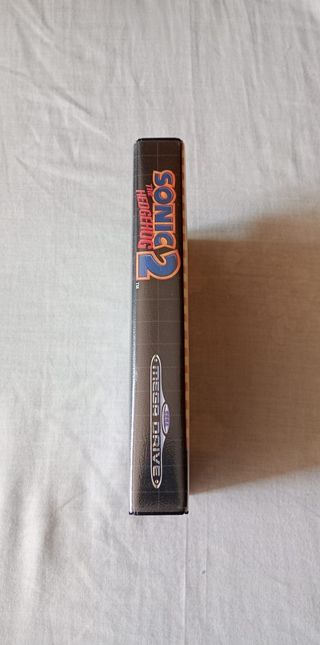 SONIC
THE
HEDGEHOG
2
TM
SEGA
MEGA DRIVE